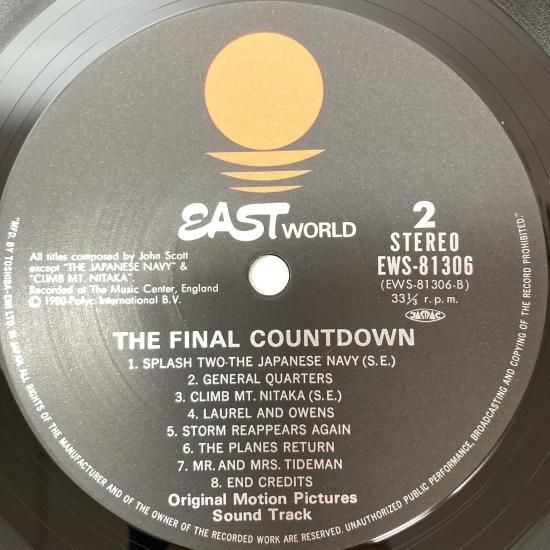 EAST WORLD
2
STEREO
EWS-81306
(EWS-81306-B)
33⅓ r.p.m.
JASRAC
All titles composed by John Scott
except "THE JAPANESE NAVY" &
"CLIMB MT. NITAKA."
Recorded at The Music Center, England
Ⓒ 1980 Polyc International B.V.
THE FINAL COUNTDOWN
1. SPLASH TWO-THE JAPANESE NAVY (S.E.)
2. GENERAL QUARTERS
3. CLIMB MT. NITAKA (S.E.)
4. LAUREL AND OWENS
5. STORM REAPPEARS AGAIN
6. THE PLANES RETURN
7. MR. AND MRS. TIDEMAN
8. END CREDITS
Original Motion Pictures
Sound Track
"MFG. BY TOSHIBA EMI LTD. IN JAPAN. ALL RIGHTS OF THE MANUFACTURER AND OF THE OWNER OF THE RECORDED WORK ARE RESERVED. UNAUTHORIZED PUBLIC PERFORMANCE, BROADCASTING AND COPYING OF THE RECORD PROHIBITED."